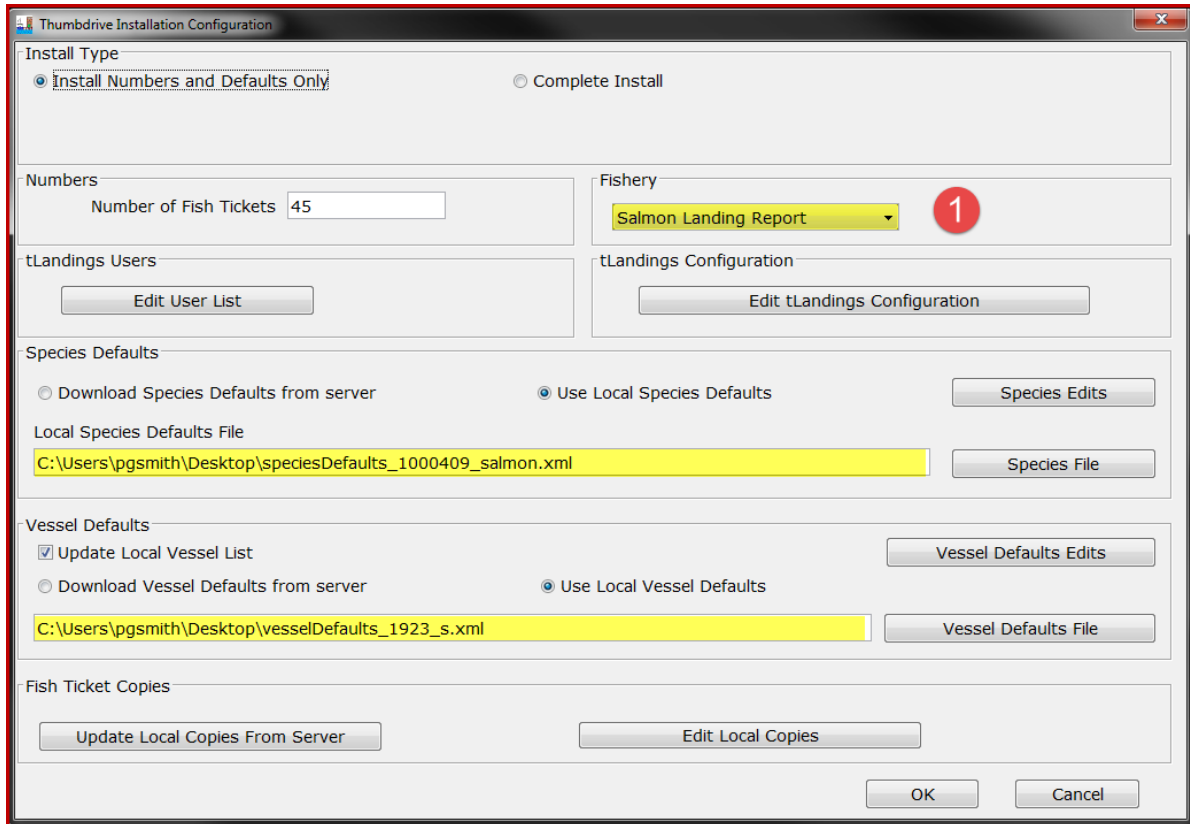 Thumbdrive Installation Configuration
Install Type
Install Numbers and Defaults Only
Complete Install
Numbers
Number of Fish Tickets 45
Fishery
Salmon Landing Report
1
tLandings Users
Edit User List
tLandings Configuration
Edit tLandings Configuration
Species Defaults
Download Species Defaults from server
Use Local Species Defaults
Species Edits
Local Species Defaults File
C:\Users\pgsmith\Desktop\speciesDefaults_1000409_salmon.xml
Species File
Vessel Defaults
Update Local Vessel List
Vessel Defaults Edits
Download Vessel Defaults from server
Use Local Vessel Defaults
C:\Users\pgsmith\Desktop\vesselDefaults_1923_s.xml
Vessel Defaults File
Fish Ticket Copies
Update Local Copies From Server
Edit Local Copies
OK
Cancel